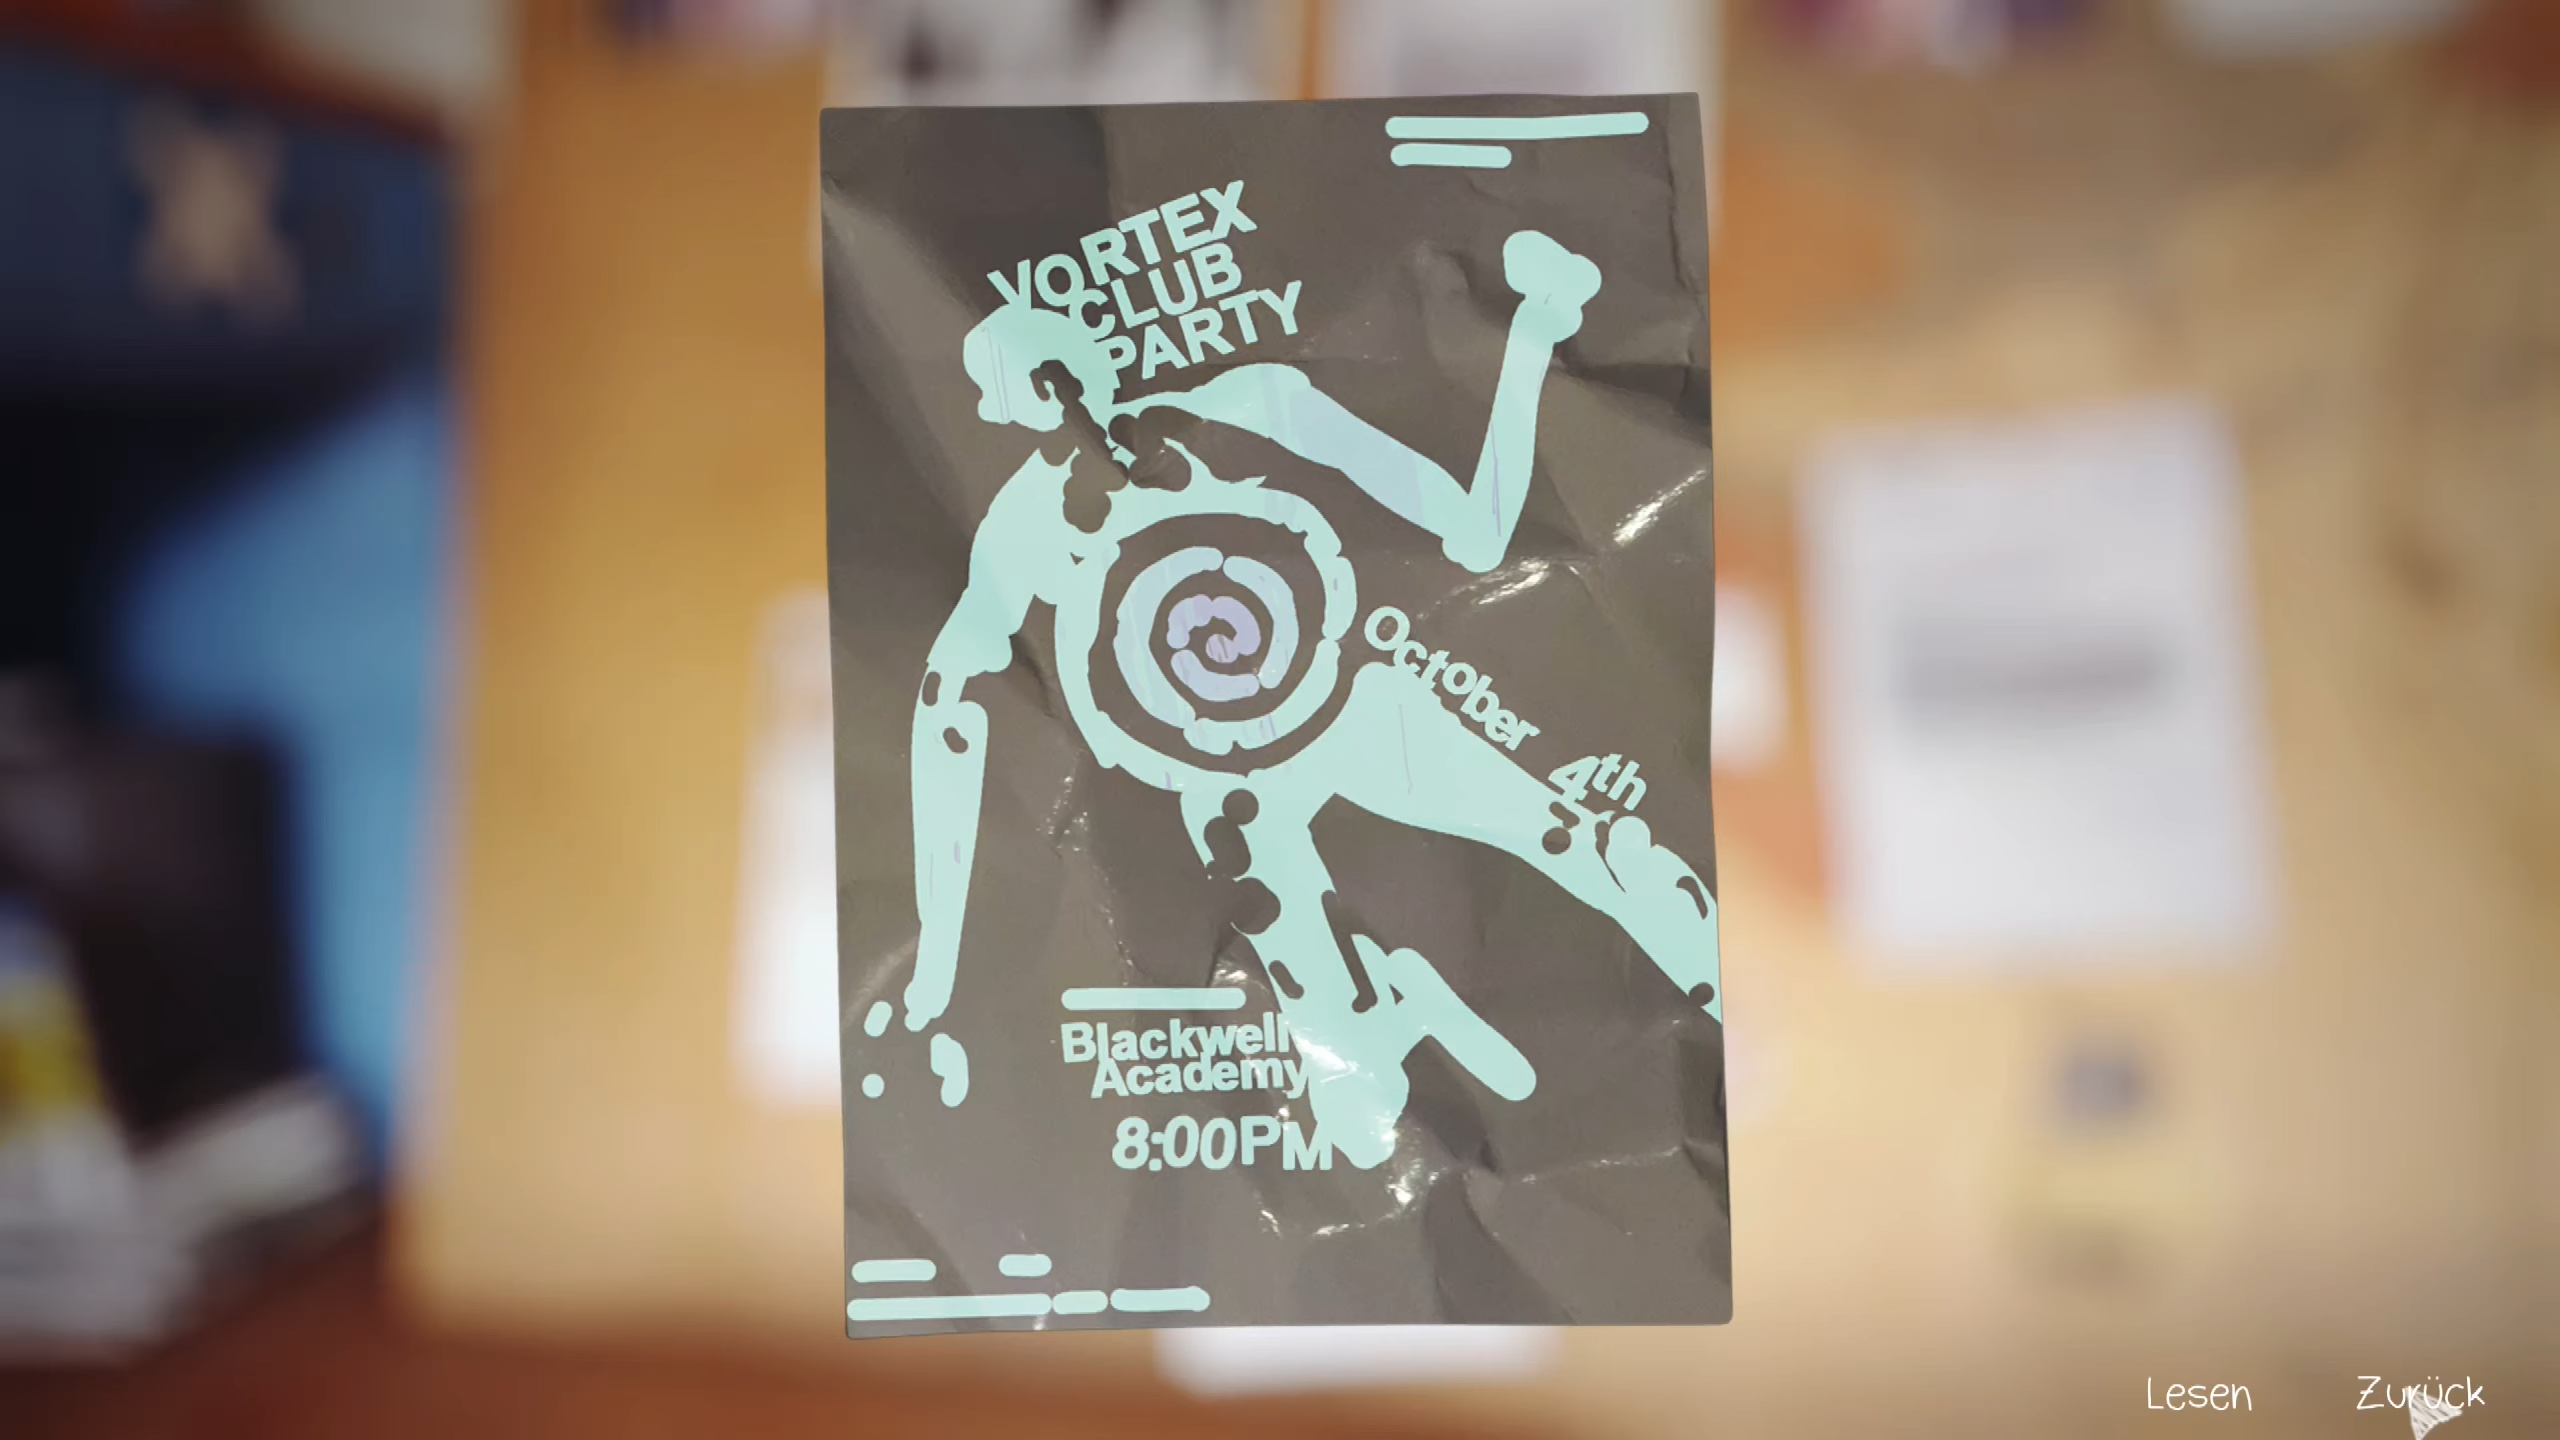 VORTEX
CLUB
PARTY
October 4th
Blackwell
Academy
8:00PM
Lesen
Zurück